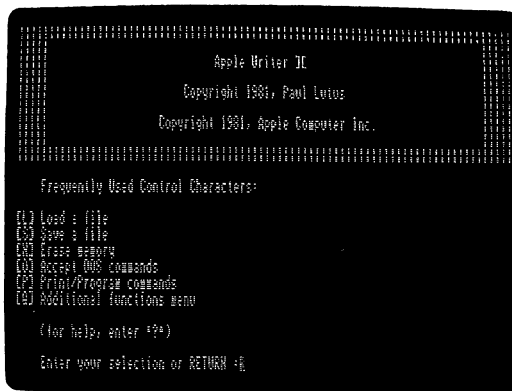 Apple Writer ][
Copyright 1981, Paul Lutus
Copyright 1981, Apple Computer Inc.
Frequently Used Control Characters:
[L] Load a file
[S] Save a file
[X] Erase memory
[O] Accept DOS commands
[P] Print/Program commands
[A] Additional functions menu
(for help, enter "?")
Enter your selection or RETURN :